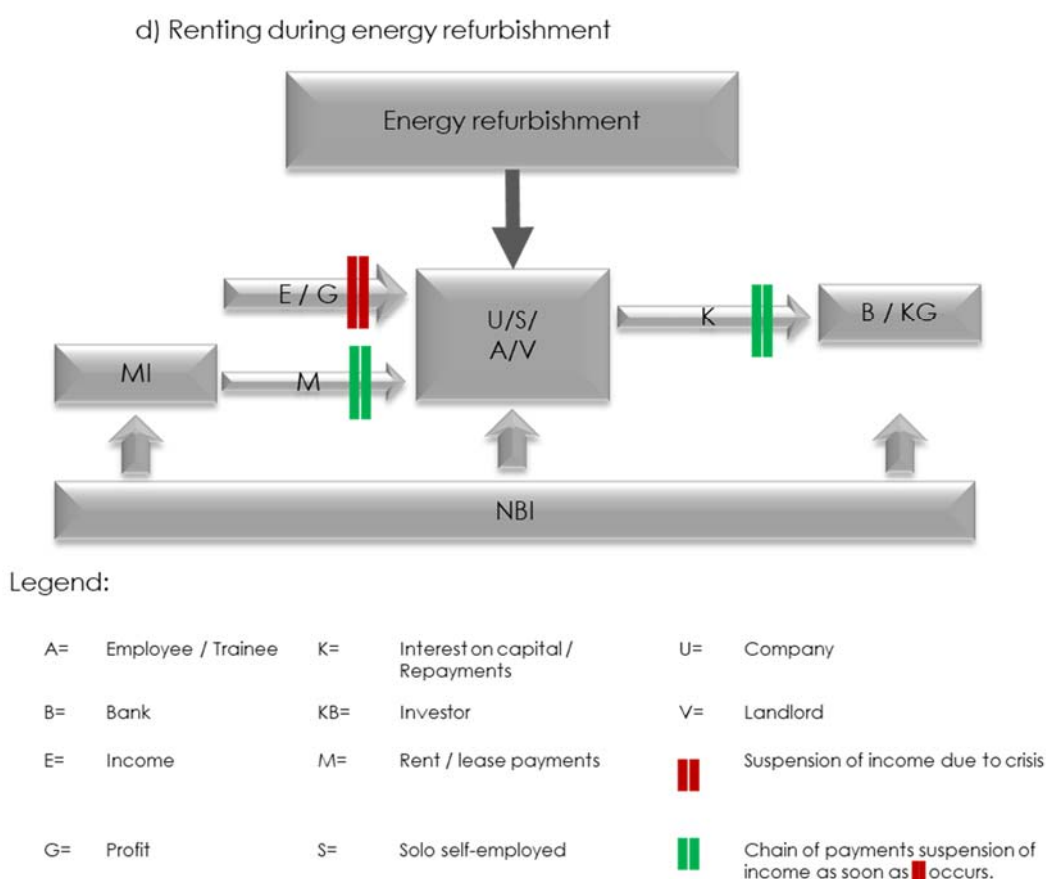 d) Renting during energy refurbishment
Energy refurbishment
E / G
U/S/
A/V
K
B / KG
MI
M
NBI
Legend:
A= Employee / Trainee K= Interest on capital /
Repayments
U= Company
B= Bank KB= Investor V= Landlord
E= Income M= Rent / lease payments Suspension of income due to crisis
G= Profit S= Solo self-employed Chain of payments suspension of
income as soon as occurs.